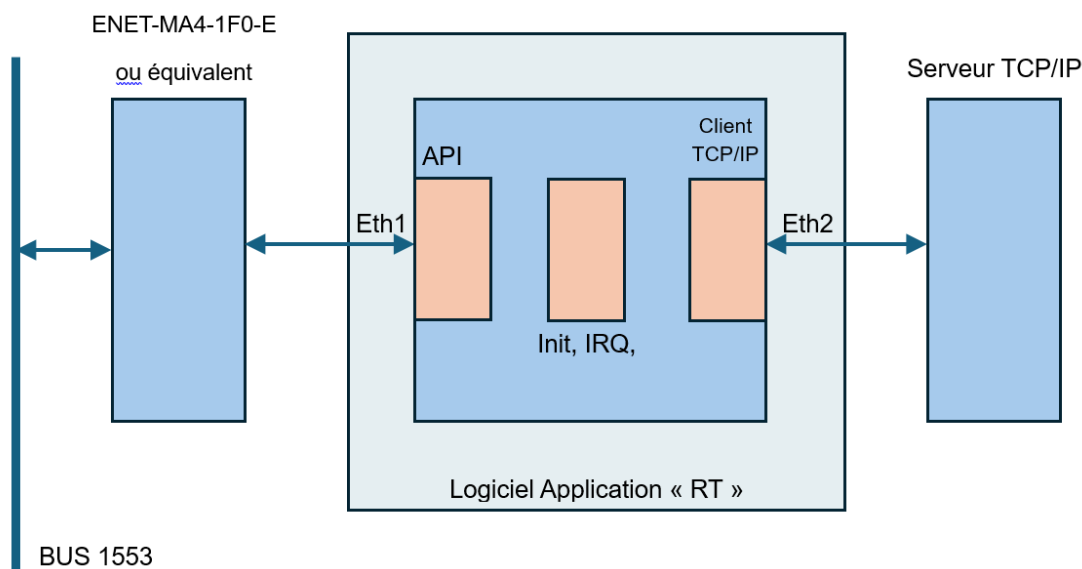 ENET-MA4-1F0-E
ou équivalent
Serveur TCP/IP
Client
TCP/IP
API
Eth1
Eth2
Init, IRQ,
Logiciel Application « RT »
BUS 1553